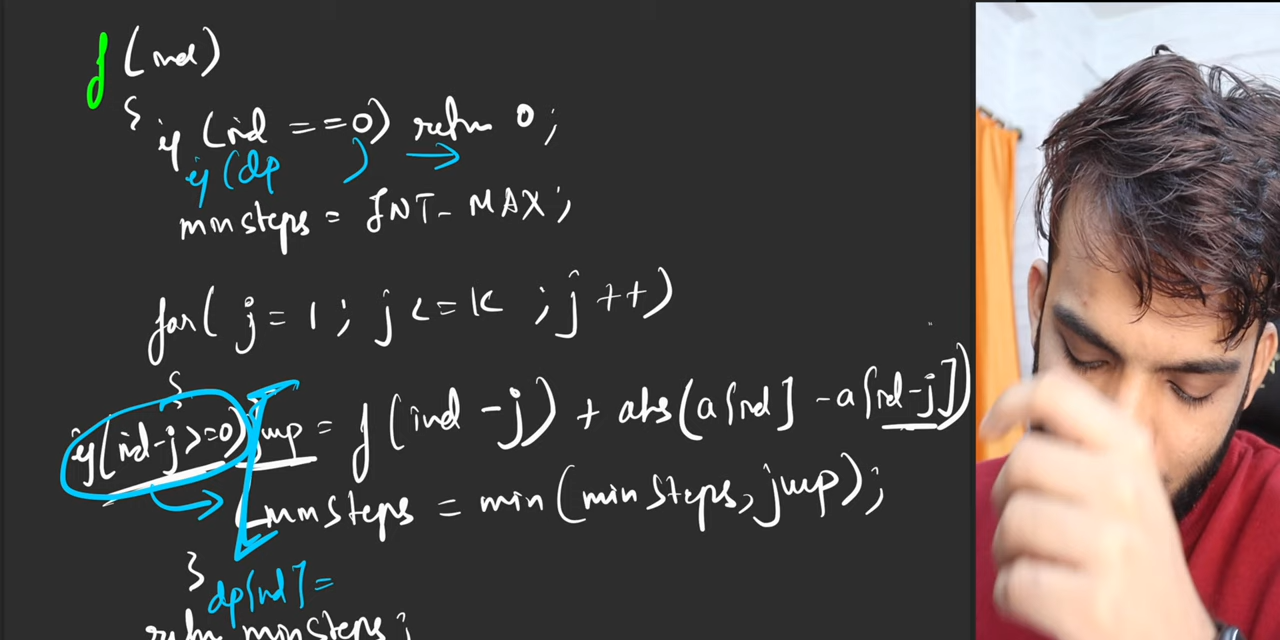 f(ind)
{
if (ind == 0) return 0;
if (dp )
minsteps = INT_MAX;
for( j = 1; j <= K ; j++)
{
if(ind-j>=0) jump = f(ind - j) + abs(a[ind] - a[ind-j])
minsteps = min(minsteps, jump);
}
dp[ind] =
return minsteps;